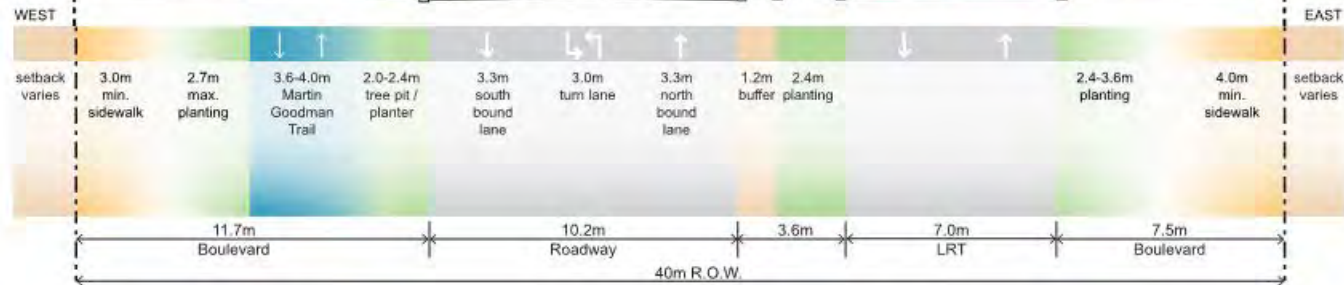 WEST
EAST
setback
varies
3.0m
min.
sidewalk
2.7m
max.
planting
3.6-4.0m
Martin
Goodman
Trail
2.0-2.4m
tree pit /
planter
3.3m
south
bound
lane
3.0m
turn lane
3.3m
north
bound
lane
1.2m
buffer
2.4m
planting
2.4-3.6m
planting
4.0m
min.
sidewalk
setback
varies
11.7m
Boulevard
10.2m
Roadway
3.6m
7.0m
LRT
7.5m
Boulevard
40m R.O.W.